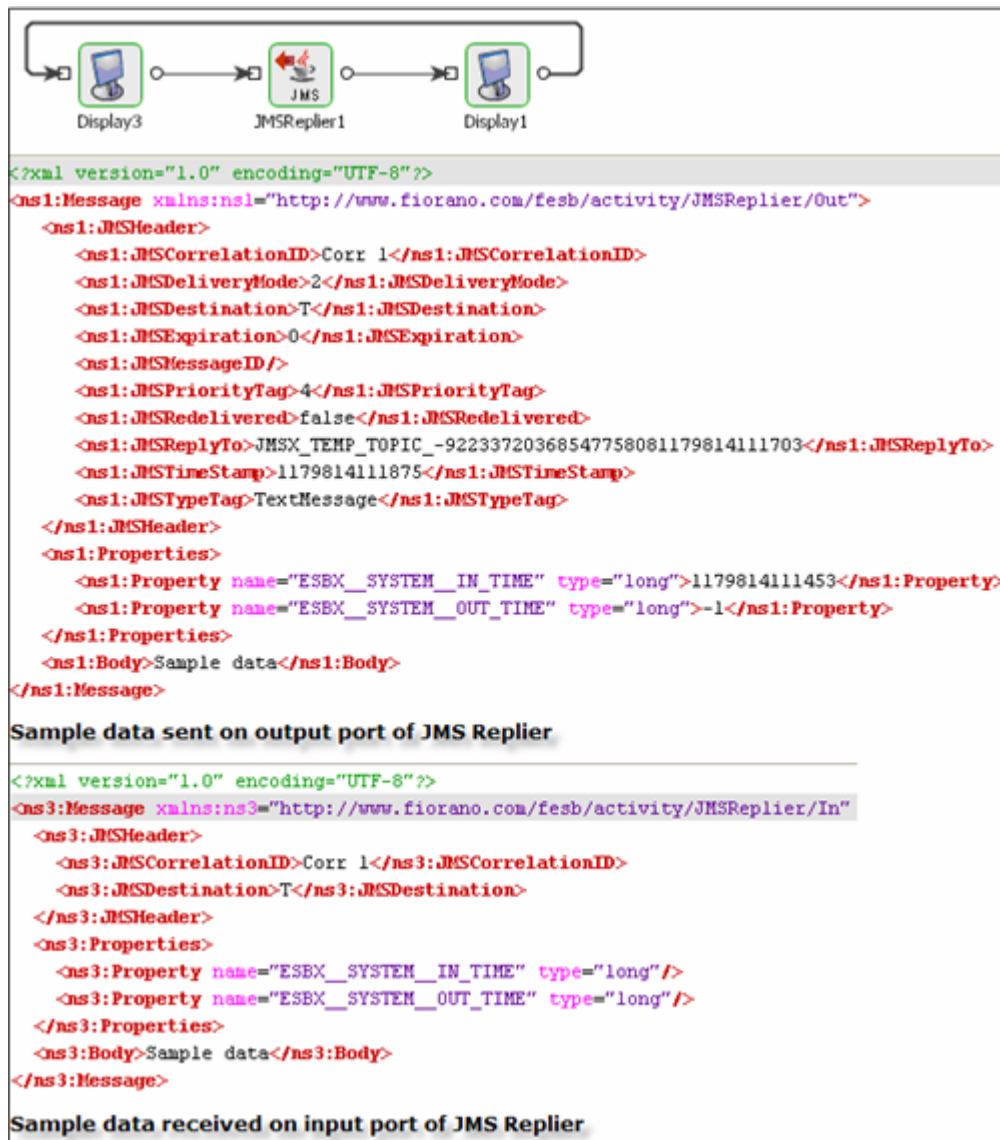 JMS
Display3 JMSReplier1 Display1
<?xml version="1.0" encoding="UTF-8"?>
<ns1:Message xmlns:ns1="http://www.fiorano.com/fesb/activity/JMSReplier/Out">
<ns1:JMSHeader>
<ns1:JMSCorrelationID>Corr 1</ns1:JMSCorrelationID>
<ns1:JMSDeliveryMode>2</ns1:JMSDeliveryMode>
<ns1:JMSDestination>T</ns1:JMSDestination>
<ns1:JMSExpiration>0</ns1:JMSExpiration>
<ns1:JMSMessageID/>
<ns1:JMSPriorityTag>4</ns1:JMSPriorityTag>
<ns1:JMSRedelivered>false</ns1:JMSRedelivered>
<ns1:JMSReplyTo>JMSX_TEMP_TOPIC_-92233720368547758081179814111703</ns1:JMSReplyTo>
<ns1:JMSTimeStamp>1179814111875</ns1:JMSTimeStamp>
<ns1:JMSTypeTag>TextMessage</ns1:JMSTypeTag>
</ns1:JMSHeader>
<ns1:Properties>
<ns1:Property name="ESBX__SYSTEM__IN_TIME" type="long">1179814111453</ns1:Property>
<ns1:Property name="ESBX__SYSTEM__OUT_TIME" type="long">-1</ns1:Property>
</ns1:Properties>
<ns1:Body>Sample data</ns1:Body>
</ns1:Message>
Sample data sent on output port of JMS Replier
<?xml version="1.0" encoding="UTF-8"?>
<ns3:Message xmlns:ns3="http://www.fiorano.com/fesb/activity/JMSReplier/In"
<ns3:JMSHeader>
<ns3:JMSCorrelationID>Corr 1</ns3:JMSCorrelationID>
<ns3:JMSDestination>T</ns3:JMSDestination>
</ns3:JMSHeader>
<ns3:Properties>
<ns3:Property name="ESBX__SYSTEM__IN_TIME" type="long"/>
<ns3:Property name="ESBX__SYSTEM__OUT_TIME" type="long"/>
</ns3:Properties>
<ns3:Body>Sample data</ns3:Body>
</ns3:Message>
Sample data received on input port of JMS Replier